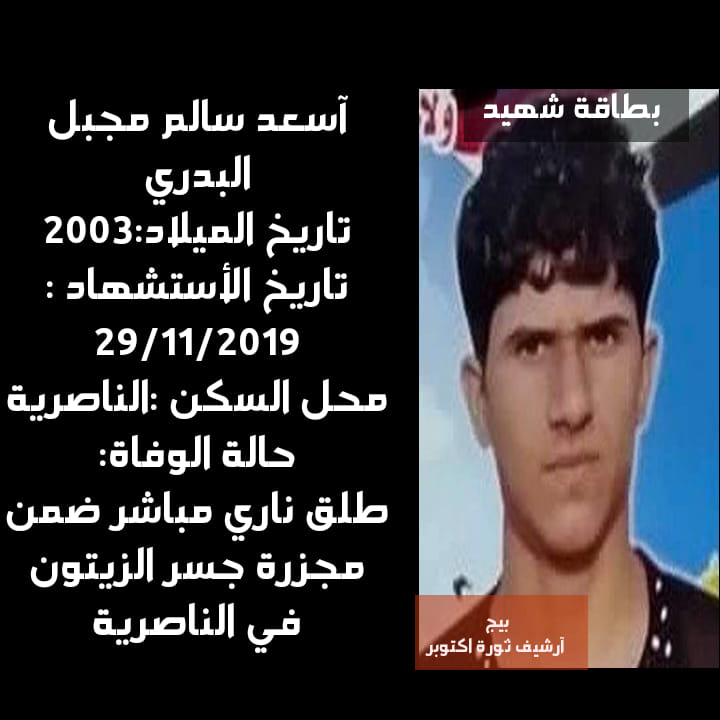 بطاقة شهيد
آسعد سالم مجبل
البدري
تاريخ الميلاد:2003
تاريخ الأستشهاد :
29/11/2019
محل السكن :الناصرية
حالة الوفاة:
طلق ناري مباشر ضمن
مجزرة جسر الزيتون
في الناصرية
بيج
آرشيف ثورة اكتوبر